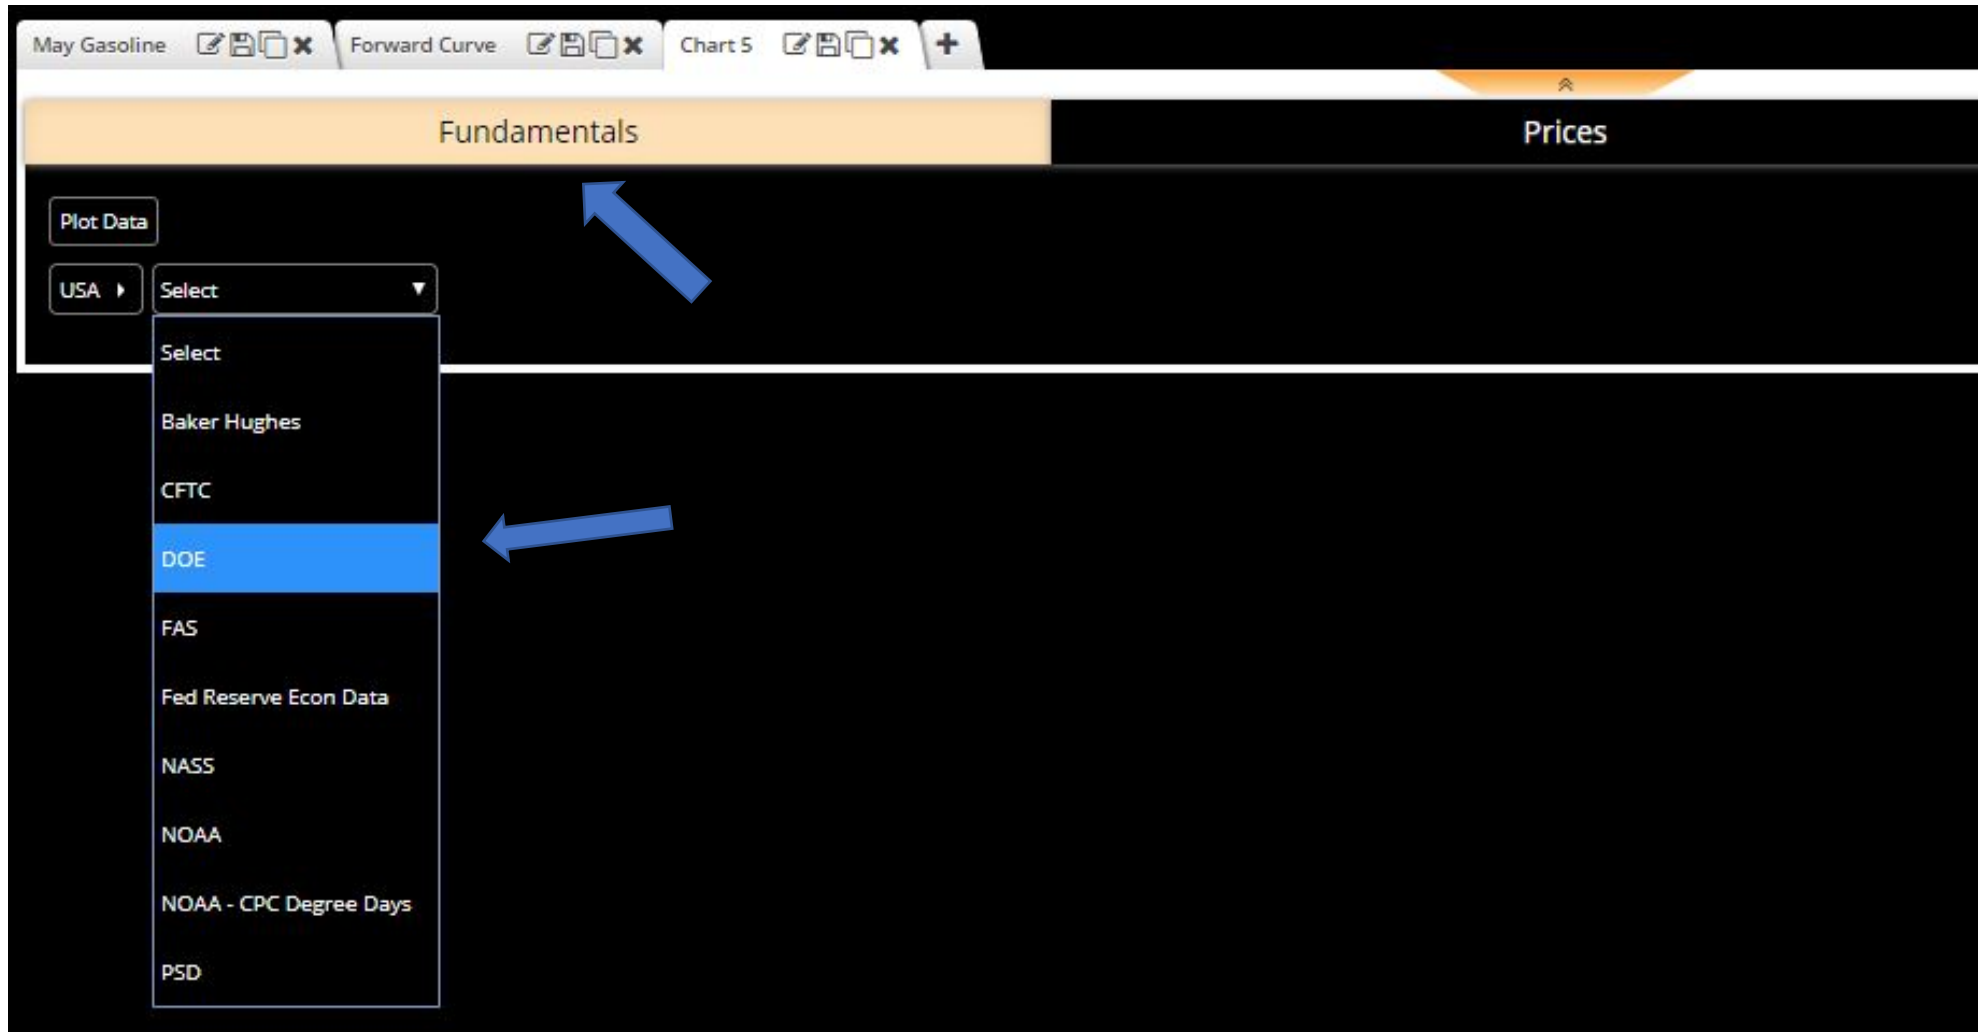 May Gasoline Forward Curve Chart 5 +
Fundamentals Prices
Plot Data
USA Select
Select
Baker Hughes
CFTC
DOE
FAS
Fed Reserve Econ Data
NASS
NOAA
NOAA - CPC Degree Days
PSD